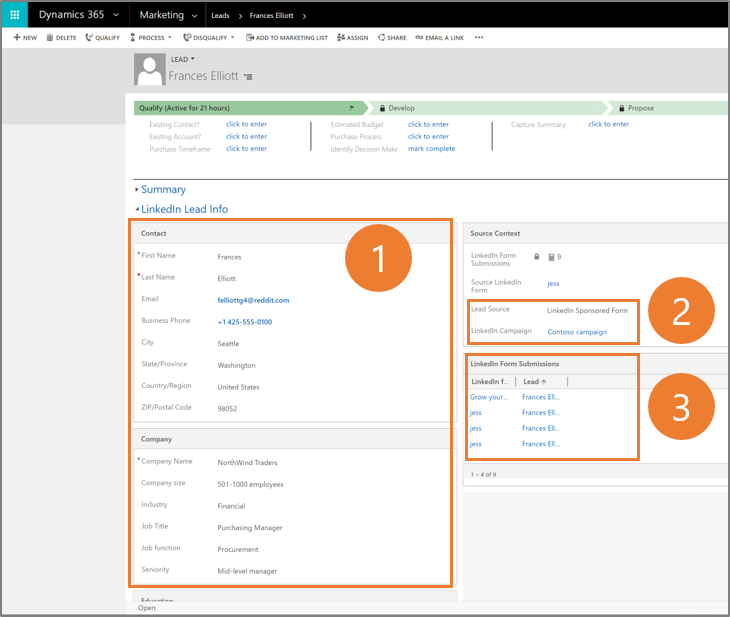 Dynamics 365 Marketing Leads > Frances Elliott >
+ NEW DELETE QUALIFY PROCESS DISQUALIFY ADD TO MARKETING LIST ASSIGN SHARE EMAIL A LINK ...
LEAD
Frances Elliott
Qualify (Active for 21 hours) Develop Propose
Existing Contact? click to enter Estimated Budget click to enter Capture Summary click to enter
Existing Account? click to enter Purchase Process click to enter
Purchase Timeframe click to enter Identify Decision Make mark complete
Summary
LinkedIn Lead Info
Contact
* First Name Frances
* Last Name Elliott
Email felliottg4@reddit.com
Business Phone +1 425-555-0100
City Seattle
State/Province Washington
Country/Region United States
ZIP/Postal Code 98052
1
Company
* Company Name NorthWind Traders
Company size 501-1000 employees
Industry Financial
Job Title Purchasing Manager
Job function Procurement
Seniority Mid-level manager
Education
Source Context
LinkedIn Form
Submissions 9
Source LinkedIn
Form jess
Lead Source LinkedIn Sponsored Form
LinkedIn Campaign Contoso campaign
2
LinkedIn Form Submissions
LinkedIn f... Lead ↑
Grow your... Frances Ell...
jess Frances Ell...
jess Frances Ell...
jess Frances Ell...
3
1 - 4 of 9
Open